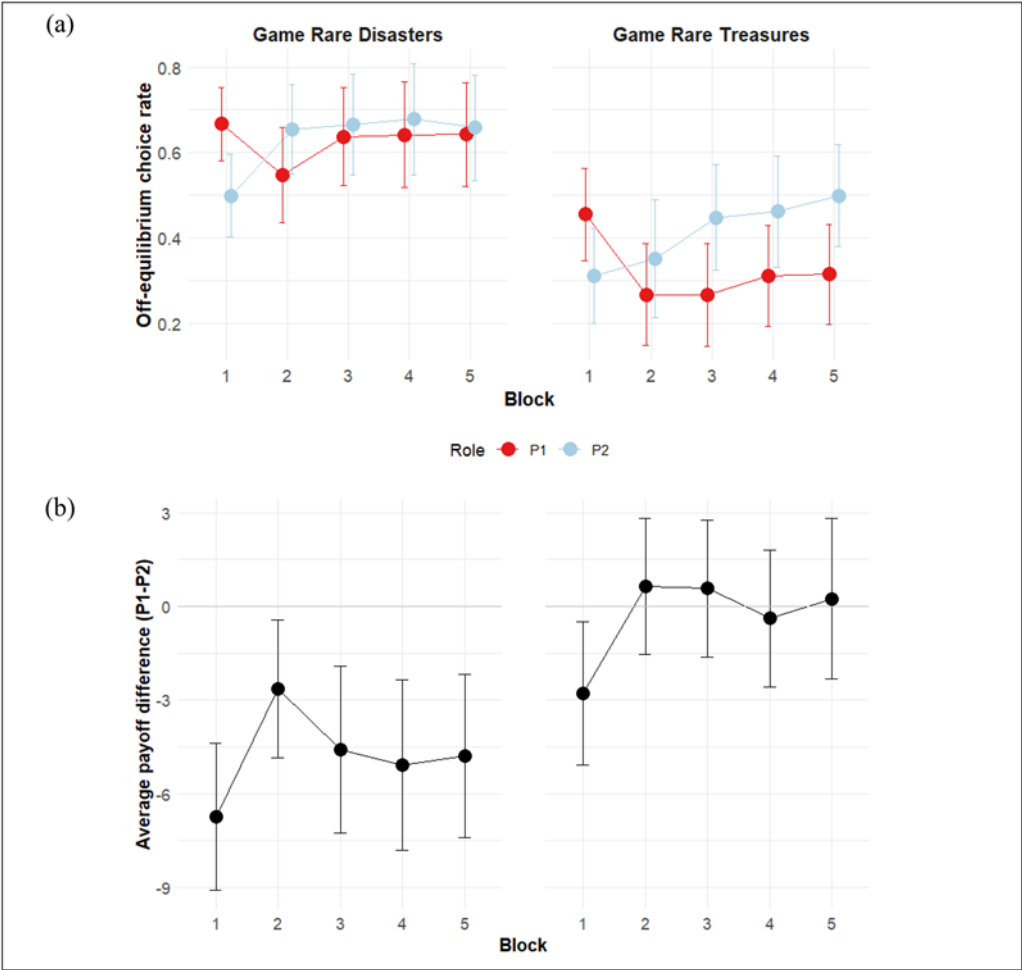 (a)
Game Rare Disasters
Game Rare Treasures
Off-equilibrium choice rate
0.8
0.6
0.4
0.2
1 2 3 4 5
1 2 3 4 5
Block
Role P1 P2
(b)
Average payoff difference (P1-P2)
3
0
-3
-6
-9
1 2 3 4 5
1 2 3 4 5
Block